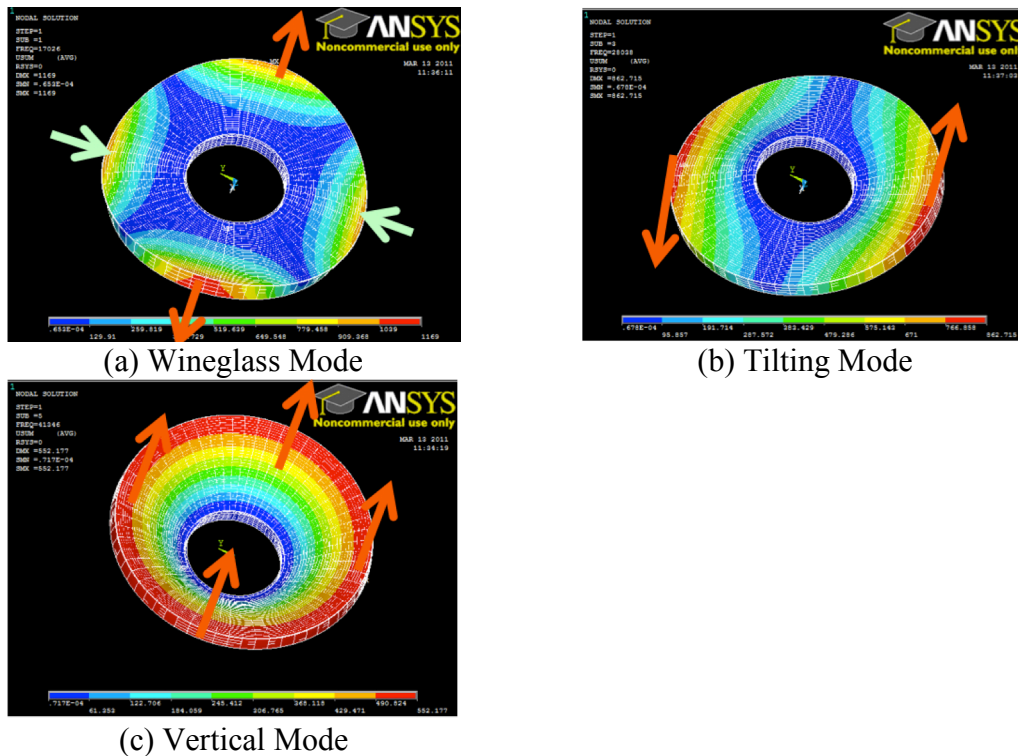 1
NODAL SOLUTION
STEP=1
SUB =1
FREQ=17026
USUM (AVG)
RSYS=0
DMX =1169
SMN =.653E-04
SMX =1169
ANSYS
Noncommercial use only
MAR 13 2011
11:36:11
MX
Y
.653E-04 259.819 519.639 779.458 1039
129.91 729 649.548 909.368 1169
(a) Wineglass Mode
1
NODAL SOLUTION
STEP=1
SUB =3
FREQ=28038
USUM (AVG)
RSYS=0
DMX =862.715
SMN =.678E-04
SMX =862.715
ANSYS
Noncommercial use only
MAR 13 2011
11:37:03
Y
.678E-04 191.714 383.429 575.143 766.858
95.857 287.572 479.286 671 862.715
(b) Tilting Mode
1
NODAL SOLUTION
STEP=1
SUB =5
FREQ=41346
USUM (AVG)
RSYS=0
DMX =552.177
SMN =.717E-04
SMX =552.177
ANSYS
Noncommercial use only
MAR 13 2011
11:34:19
Y
.717E-04 122.706 245.412 368.118 490.824
61.353 184.059 306.765 429.471 552.177
(c) Vertical Mode